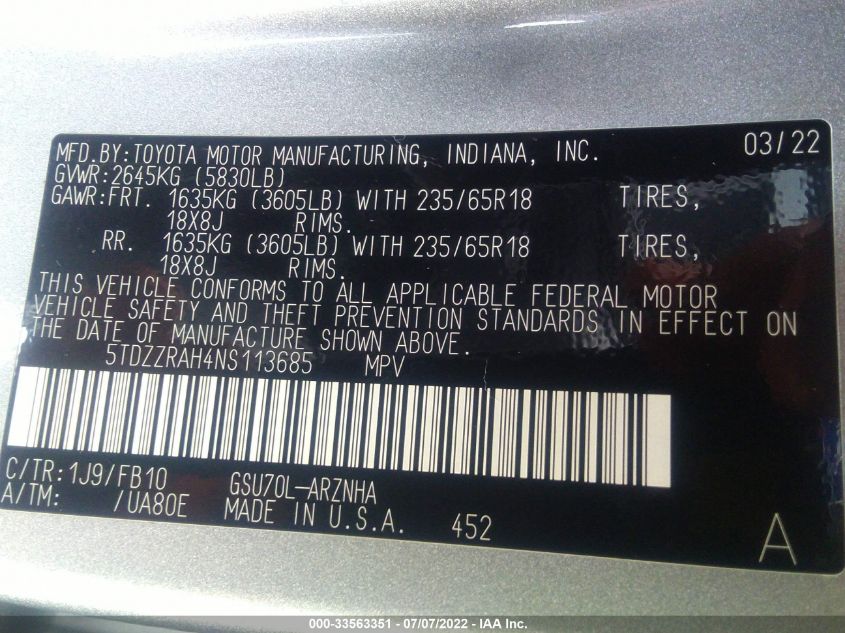 MFD.BY:TOYOTA MOTOR MANUFACTURING, INDIANA, INC. 03/22
GVWR:2645KG (5830LB)
GAWR:FRT. 1635KG (3605LB) WITH 235/65R18 TIRES,
18X8J RIMS.
RR. 1635KG (3605LB) WITH 235/65R18 TIRES,
18X8J RIMS.
THIS VEHICLE CONFORMS TO ALL APPLICABLE FEDERAL MOTOR
VEHICLE SAFETY AND THEFT PREVENTION STANDARDS IN EFFECT ON
THE DATE OF MANUFACTURE SHOWN ABOVE.
5TDZZRAH4NS113685 MPV
C/TR:1J9/FB10 GSU70L-ARZNHA
A/TM: /UA80E MADE IN U.S.A. 452 A
000-33563351 - 07/07/2022 - IAA Inc.